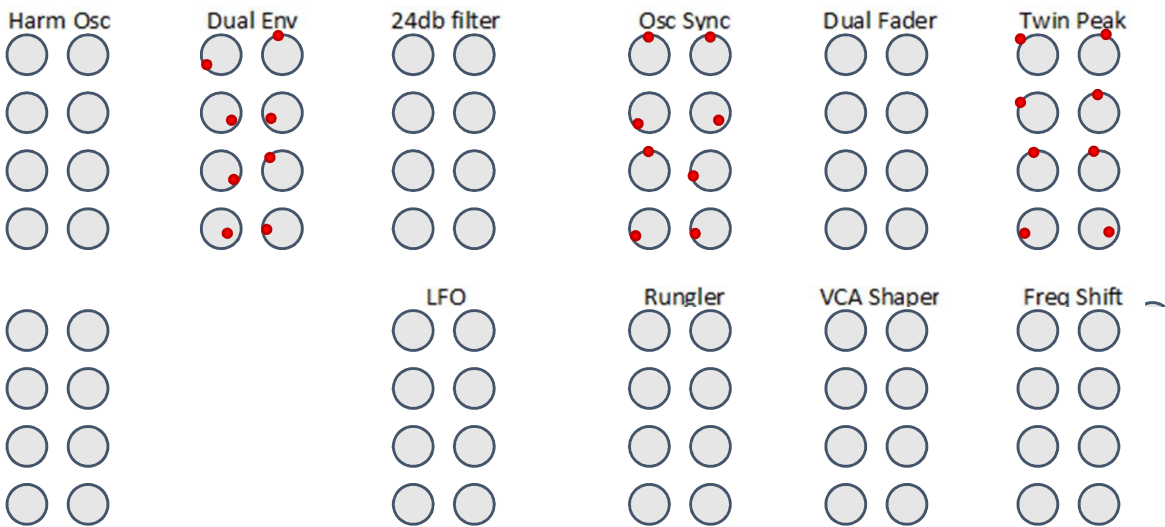 Harm Osc Dual Env 24db filter Osc Sync Dual Fader Twin Peak
LFO Rungler VCA Shaper Freq Shift